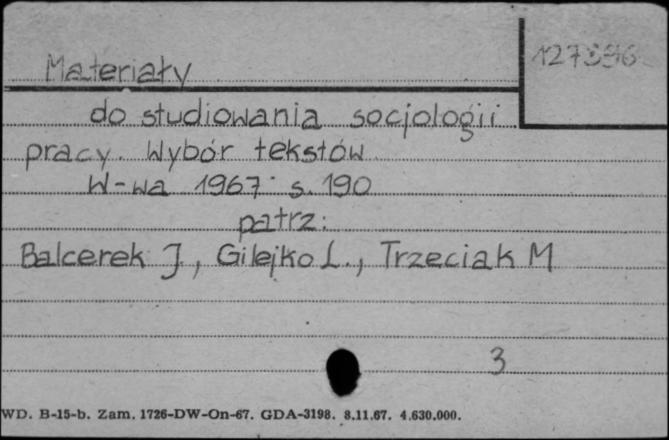 Materiały
do studiowania socjologii
pracy. Wybór tekstów
W-wa 1967 s. 190
patrz:
Balcerek J., Gilejko L., Trzeciak M
3
WD. B-15-b. Zam. 1726-DW-On-67. GDA-3198. 8.11.67. 4.630.000.